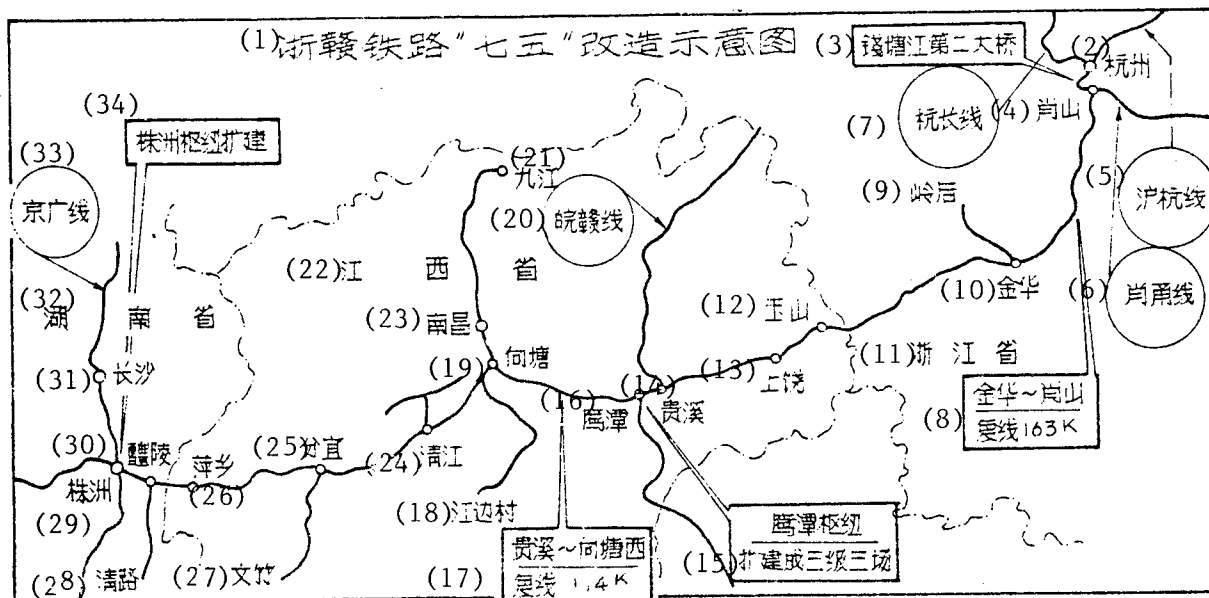 (1) 浙赣铁路"七五"改造示意图
(2) 杭州
(3) 钱塘江第二大桥
(4) 肖山
(5) 沪杭线
(6) 肖甬线
(7) 杭长线
(8) 金华~肖山
复线163K
(9) 岭后
(10) 金华
(11) 浙江省
(12) 玉山
(13) 上饶
(14) 贵溪
鹰潭
(15) 鹰潭枢纽
扩建成三级三场
(16)
(17) 贵溪~向塘西
复线
(18) 江边村
(19) 向塘
(20) 皖赣线
(21) 九江
(22) 江西省
(23) 南昌
(24) 清江
(25) 分宜
(26) 萍乡
(27) 文竹
(28) 清路
(29) 株洲
(30) 醴陵
(31) 长沙
(32) 湖南省
(33) 京广线
(34) 株洲枢纽扩建